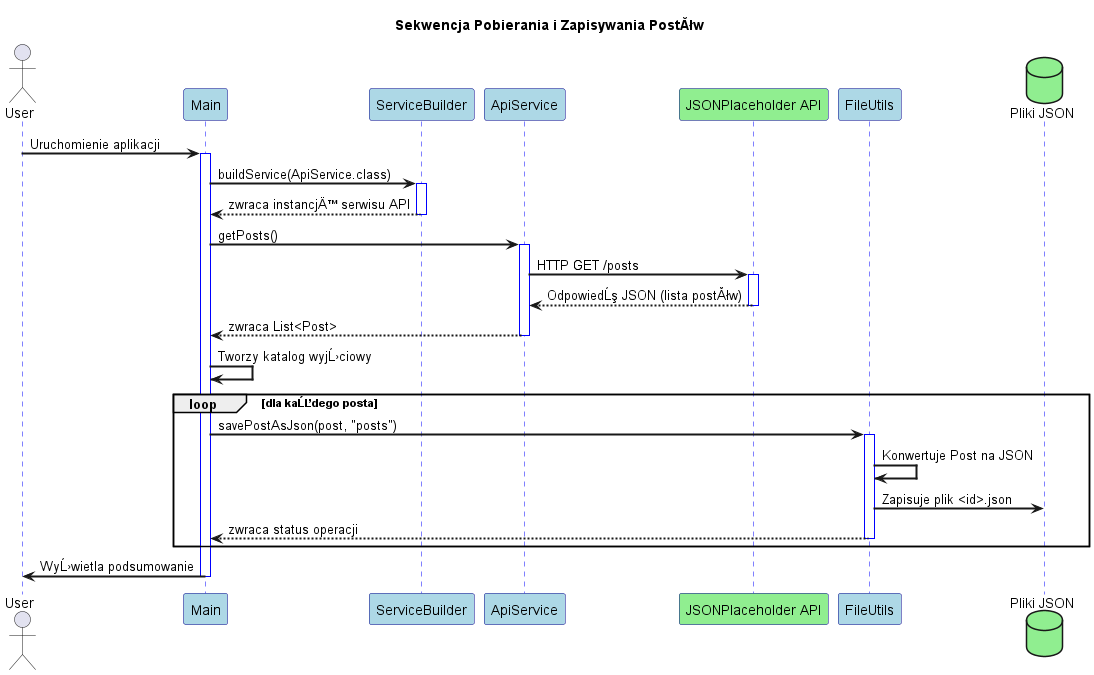 Sekwencja Pobierania i Zapisywania PostĂłw
User
Main
ServiceBuilder
ApiService
JSONPlaceholder API
FileUtils
Pliki JSON
Uruchomienie aplikacji
buildService(ApiService.class)
zwraca instancjÄ™ serwisu API
getPosts()
HTTP GET /posts
OdpowiedĹş JSON (lista postĂłw)
zwraca List<Post>
Tworzy katalog wyjĹ›ciowy
loop [dla kaĹĽdego posta]
savePostAsJson(post, "posts")
Konwertuje Post na JSON
Zapisuje plik <id>.json
zwraca status operacji
WyĹ›wietla podsumowanie
User
Main
ServiceBuilder
ApiService
JSONPlaceholder API
FileUtils
Pliki JSON